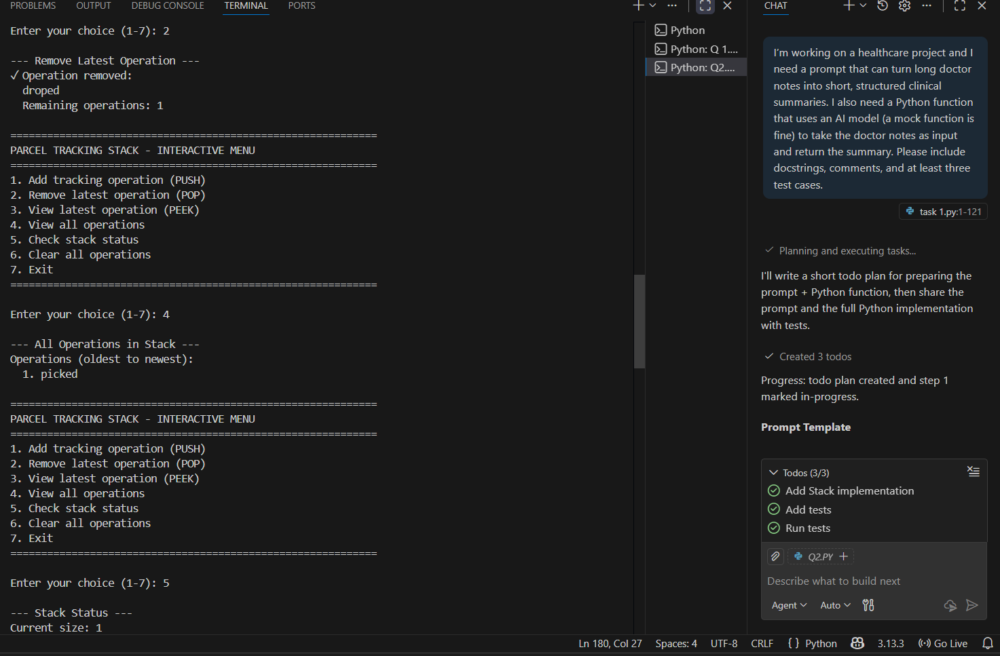 PROBLEMS OUTPUT DEBUG CONSOLE TERMINAL PORTS
Enter your choice (1-7): 2
--- Remove Latest Operation ---
✓ Operation removed:
droped
Remaining operations: 1
============================================================
PARCEL TRACKING STACK - INTERACTIVE MENU
============================================================
1. Add tracking operation (PUSH)
2. Remove latest operation (POP)
3. View latest operation (PEEK)
4. View all operations
5. Check stack status
6. Clear all operations
7. Exit
============================================================
Enter your choice (1-7): 4
--- All Operations in Stack ---
Operations (oldest to newest):
1. picked
============================================================
PARCEL TRACKING STACK - INTERACTIVE MENU
============================================================
1. Add tracking operation (PUSH)
2. Remove latest operation (POP)
3. View latest operation (PEEK)
4. View all operations
5. Check stack status
6. Clear all operations
7. Exit
============================================================
Enter your choice (1-7): 5
--- Stack Status ---
Current size: 1
Python
Python: Q 1....
Python: Q2....
CHAT
I'm working on a healthcare project and I
need a prompt that can turn long doctor
notes into short, structured clinical
summaries. I also need a Python function
that uses an AI model (a mock function is
fine) to take the doctor notes as input
and return the summary. Please include
docstrings, comments, and at least three
test cases.
task 1.py:1-121
Planning and executing tasks...
I'll write a short todo plan for preparing the
prompt + Python function, then share the
prompt and the full Python implementation
with tests.
Created 3 todos
Progress: todo plan created and step 1
marked in-progress.
Prompt Template
Todos (3/3)
Add Stack implementation
Add tests
Run tests
Q2.PY
Describe what to build next
Agent Auto
Ln 180, Col 27 Spaces: 4 UTF-8 CRLF { } Python 3.13.3 Go Live